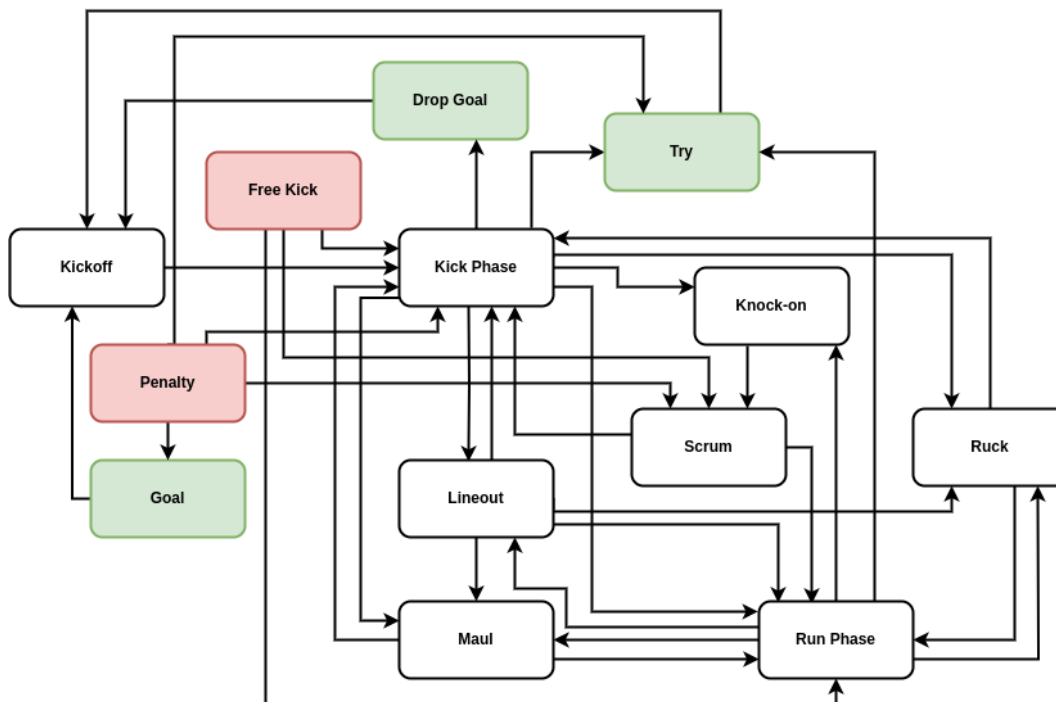 Drop Goal
Try
Free Kick
Kickoff
Kick Phase
Knock-on
Penalty
Scrum
Ruck
Goal
Lineout
Maul
Run Phase